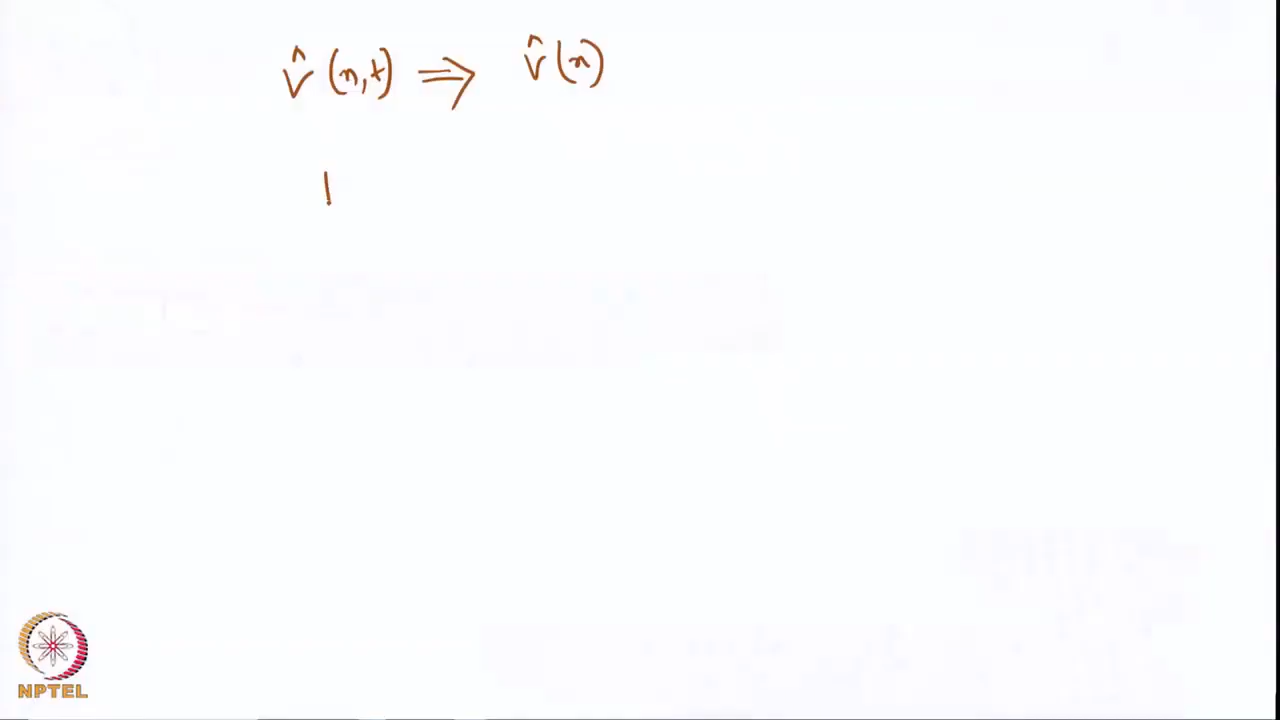 v̂ (x,t) ⇒ v̂ (x)
NPTEL